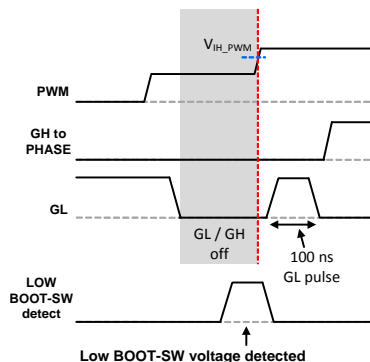 VIH_PWM
PWM
GH to
PHASE
GL
GL / GH
off
100 ns
GL pulse
LOW
BOOT-SW
detect
Low BOOT-SW voltage detected